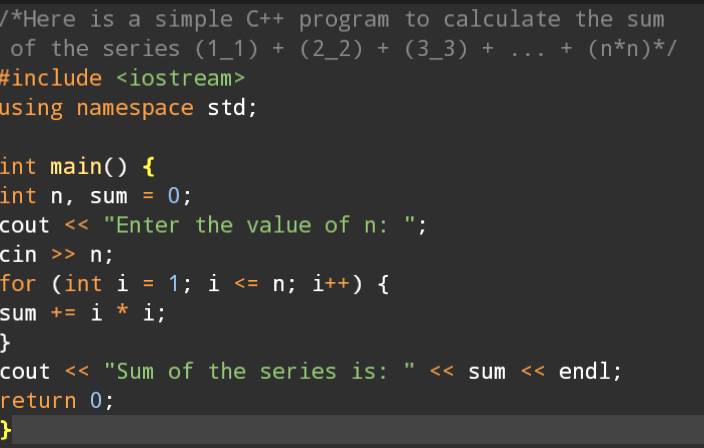 /*Here is a simple C++ program to calculate the sum
of the series (1_1) + (2_2) + (3_3) + ... + (n*n)*/
#include <iostream>
using namespace std;
int main() {
int n, sum = 0;
cout << "Enter the value of n: ";
cin >> n;
for (int i = 1; i <= n; i++) {
sum += i * i;
}
cout << "Sum of the series is: " << sum << endl;
return 0;
}